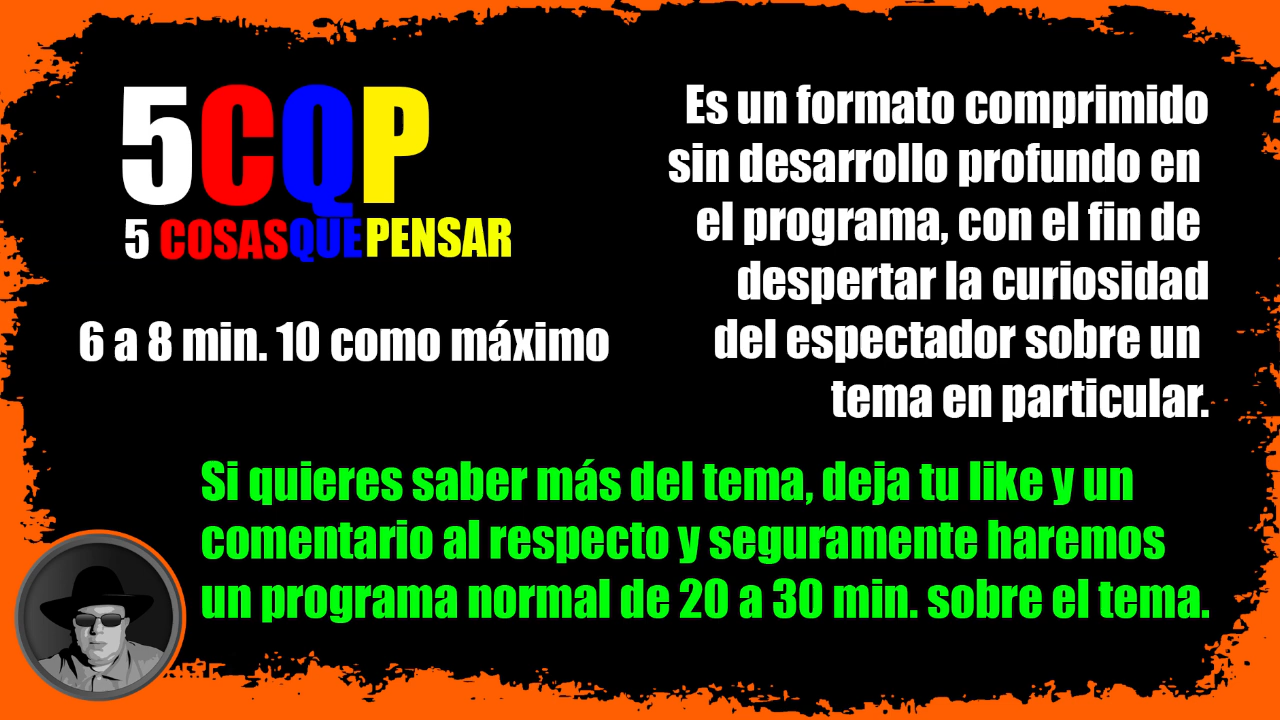 5CQP
5 COSASQUEPENSAR
6 a 8 min. 10 como máximo
Es un formato comprimido
sin desarrollo profundo en
el programa, con el fin de
despertar la curiosidad
del espectador sobre un
tema en particular.
Si quieres saber más del tema, deja tu like y un
comentario al respecto y seguramente haremos
un programa normal de 20 a 30 min. sobre el tema.